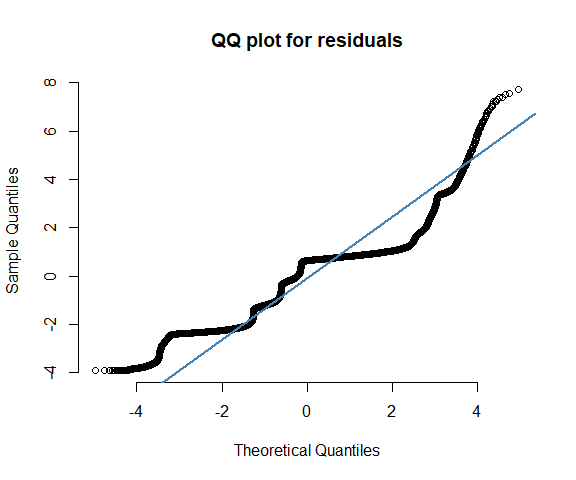 QQ plot for residuals
Sample Quantiles
8
6
4
2
0
-2
-4
-4 -2 0 2 4
Theoretical Quantiles